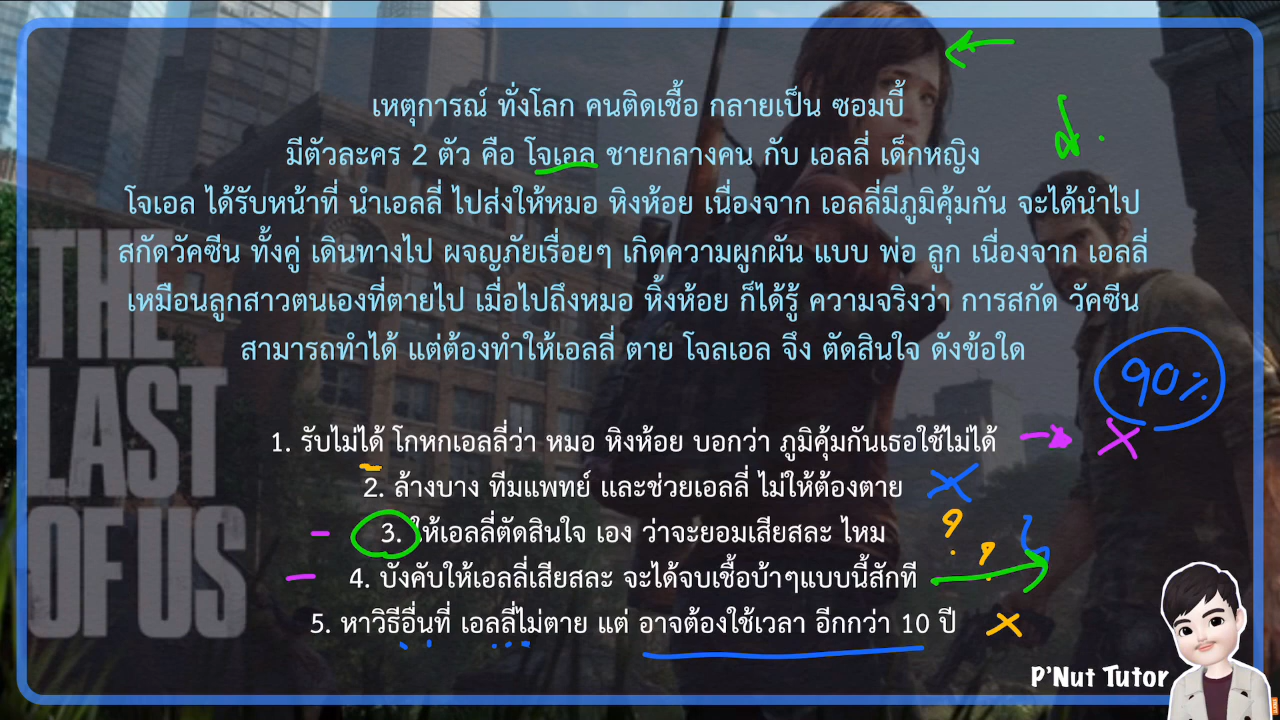 เหตุการณ์ ทั่งโลก คนติดเชื้อ กลายเป็น ซอมบี้
มีตัวละคร 2 ตัว คือ โจเอล ชายกลางคน กับ เอลลี่ เด็กหญิง
โจเอล ได้รับหน้าที่ นำเอลลี่ ไปส่งให้หมอ หิงห้อย เนื่องจาก เอลลี่มีภูมิคุ้มกัน จะได้นำไป
สกัดวัคซีน ทั้งคู่ เดินทางไป ผจญภัยเรื่อยๆ เกิดความผูกผัน แบบ พ่อ ลูก เนื่องจาก เอลลี่
เหมือนลูกสาวตนเองที่ตายไป เมื่อไปถึงหมอ หิ้งห้อย ก็ได้รู้ ความจริงว่า การสกัด วัคซีน
สามารถทำได้ แต่ต้องทำให้เอลลี่ ตาย โจลเอล จึง ตัดสินใจ ดังข้อใด
90%
1. รับไม่ได้ โกหกเอลลี่ว่า หมอ หิงห้อย บอกว่า ภูมิคุ้มกันเธอใช้ไม่ได้
2. ล้างบาง ทีมแพทย์ และช่วยเอลลี่ ไม่ให้ต้องตาย
3. ให้เอลลี่ตัดสินใจ เอง ว่าจะยอมเสียสละ ไหม
4. บังคับให้เอลลี่เสียสละ จะได้จบเชื้อบ้าๆแบบนี้สักที
5. หาวิธีอื่นที่ เอลลี่ไม่ตาย แต่ อาจต้องใช้เวลา อีกกว่า 10 ปี
THE
LAST
OF US
P'Nut Tutor